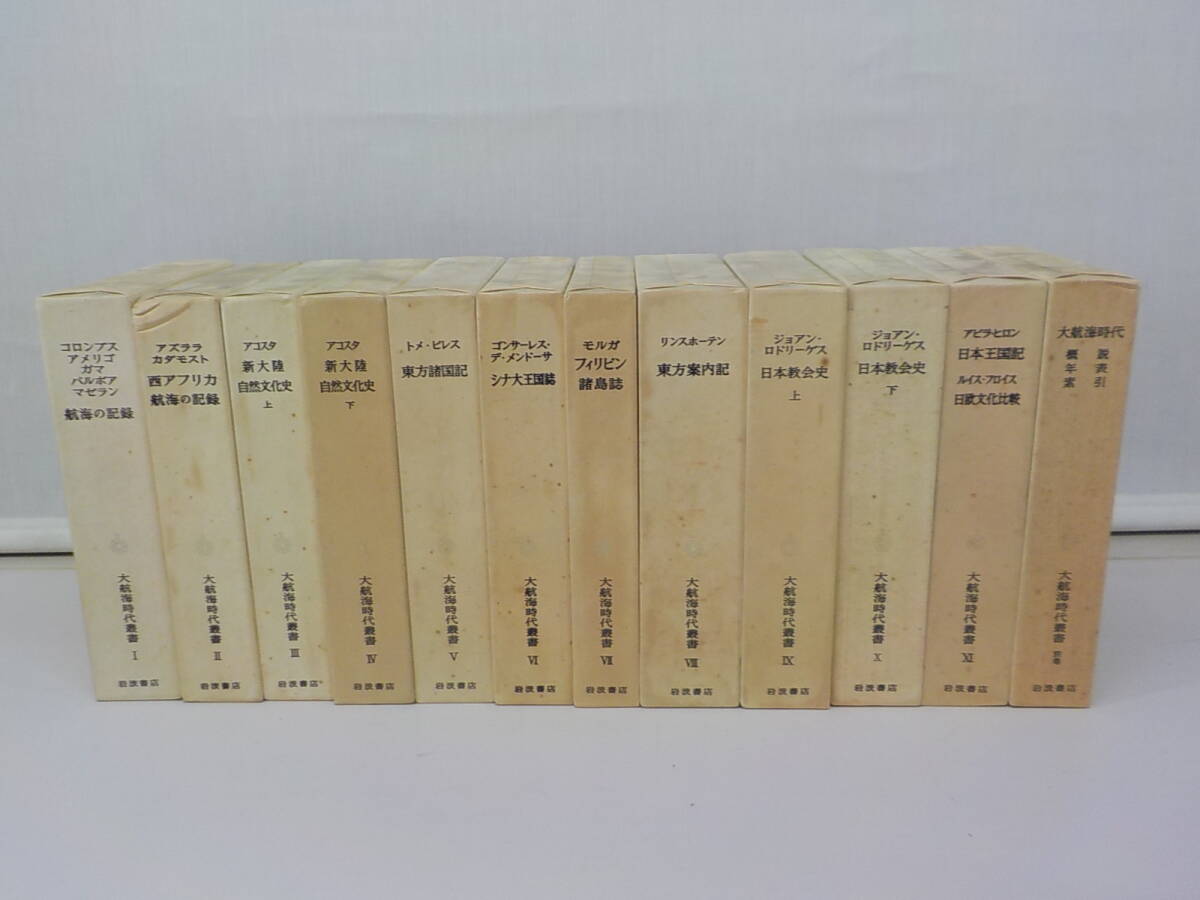 コロンブス
アメリゴ
ガマ
バルボア
マゼラン
航海の記録
大航海時代叢書 I
岩波書店
アズララ
カダモスト
西アフリカ
航海の記録
大航海時代叢書 II
岩波書店
アコスタ
新大陸
自然文化史
上
大航海時代叢書 III
岩波書店
アコスタ
新大陸
自然文化史
下
大航海時代叢書 IV
岩波書店
トメ・ピレス
東方諸国記
大航海時代叢書 V
岩波書店
ゴンサーレス・
デ・メンドーサ
シナ大王国誌
大航海時代叢書 VI
岩波書店
モルガ
フィリピン
諸島誌
大航海時代叢書 VII
岩波書店
リンスホーテン
東方案内記
大航海時代叢書 VIII
岩波書店
ジョアン・
ロドリーゲス
日本教会史
上
大航海時代叢書 IX
岩波書店
ジョアン・
ロドリーゲス
日本教会史
下
大航海時代叢書 X
岩波書店
アビラ・ヒロン
日本王国記
ルイス・フロイス
日欧文化比較
大航海時代叢書 XI
岩波書店
大航海時代
概説
年表
索引
大航海時代叢書 別巻
岩波書店